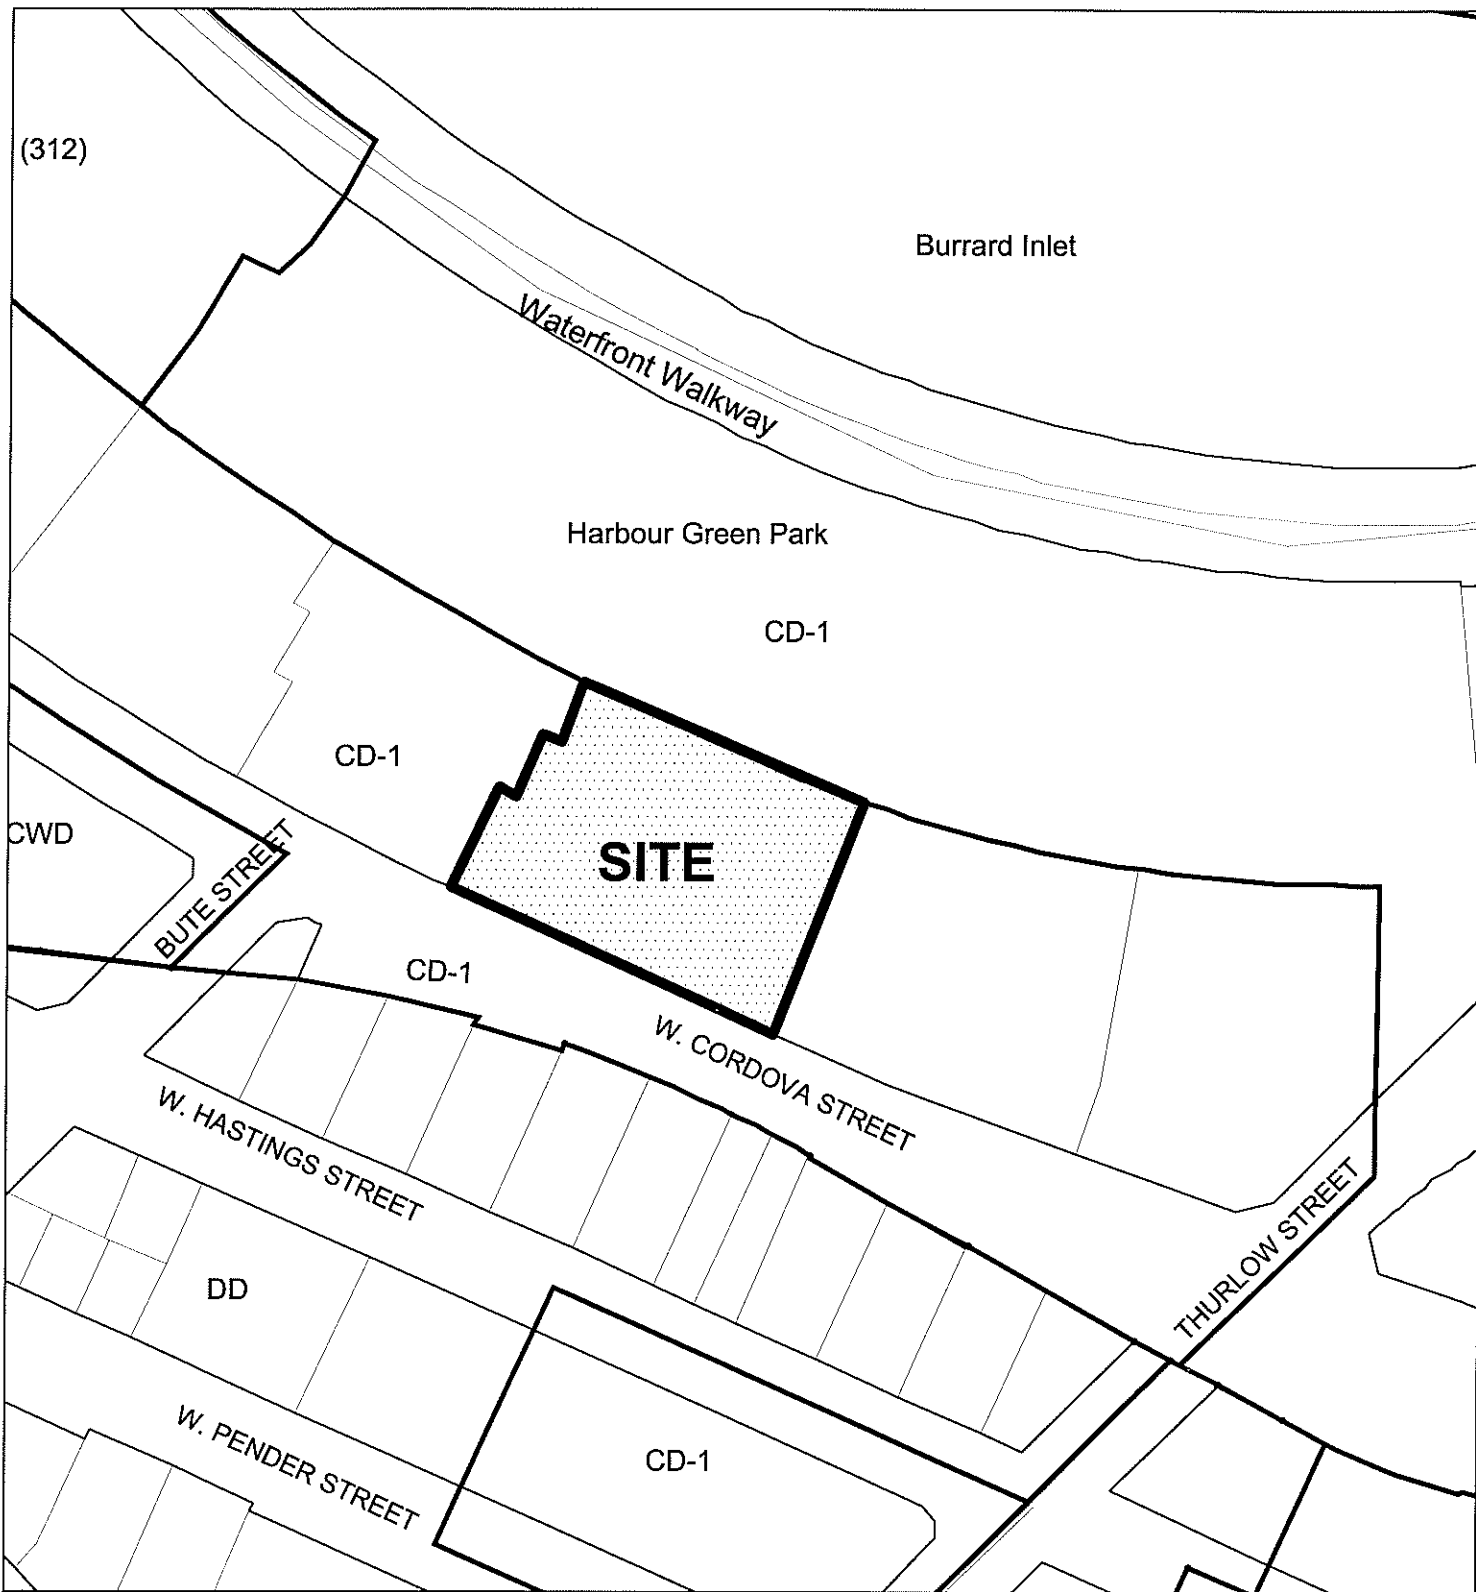 (312)
Burrard Inlet
Waterfront Walkway
Harbour Green Park
CD-1
CD-1
CWD
SITE
BUTE STREET
CD-1
W. CORDOVA STREET
W. HASTINGS STREET
THURLOW STREET
DD
W. PENDER STREET
CD-1